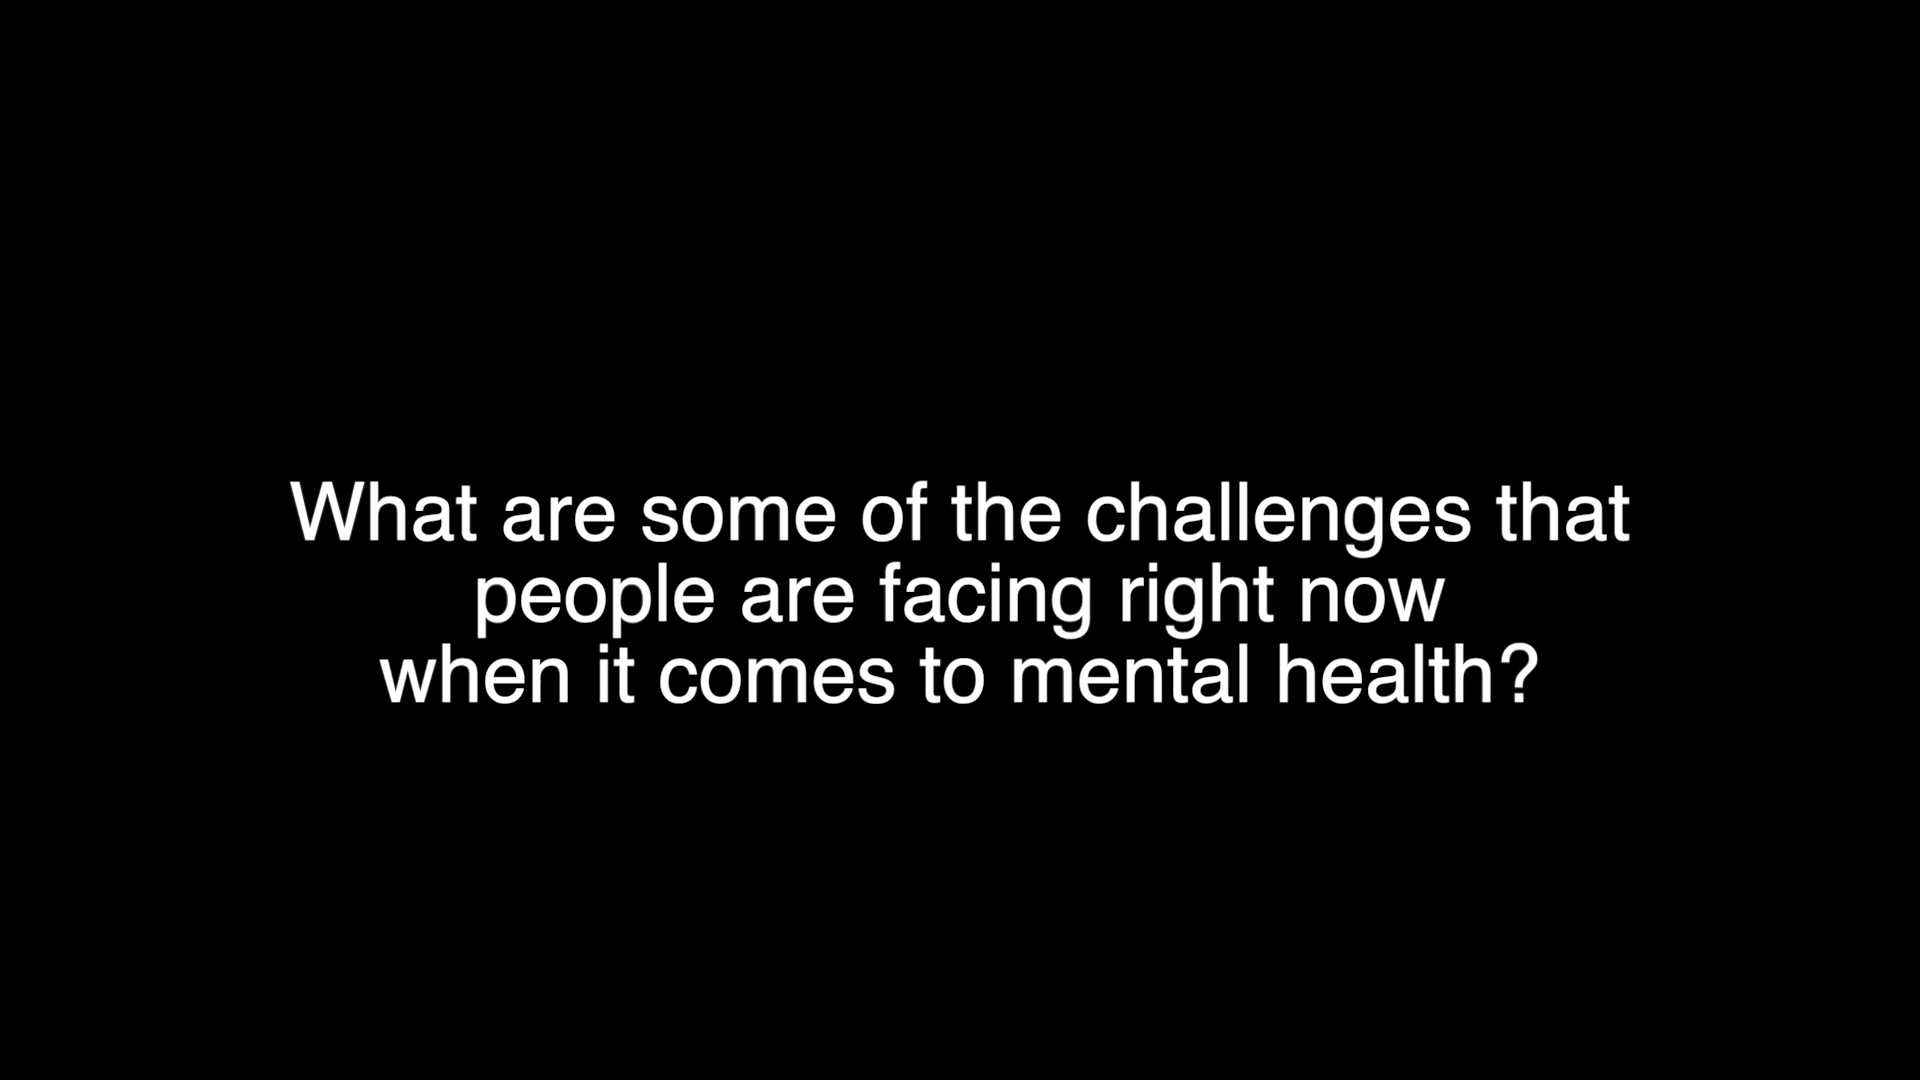 What are some of the challenges that
people are facing right now
when it comes to mental health?